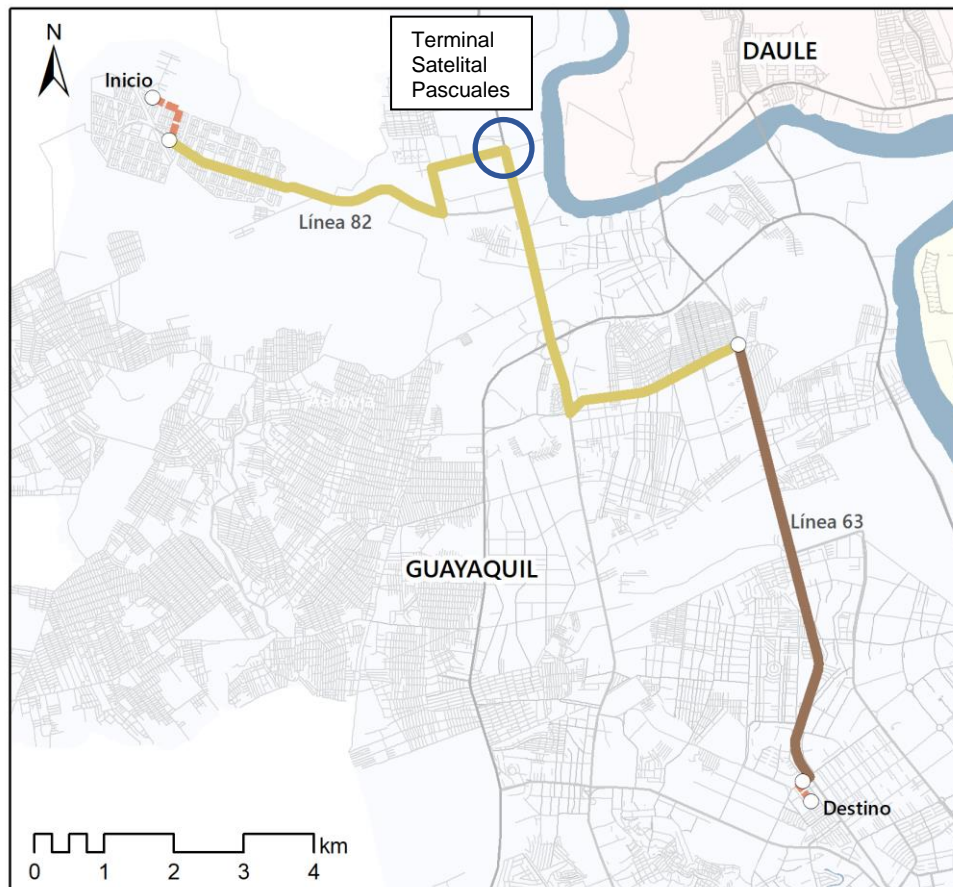 Terminal
Satelital
Pascuales
N
DAULE
Inicio
Línea 82
Línea 63
GUAYAQUIL
Destino
km
0 1 2 3 4